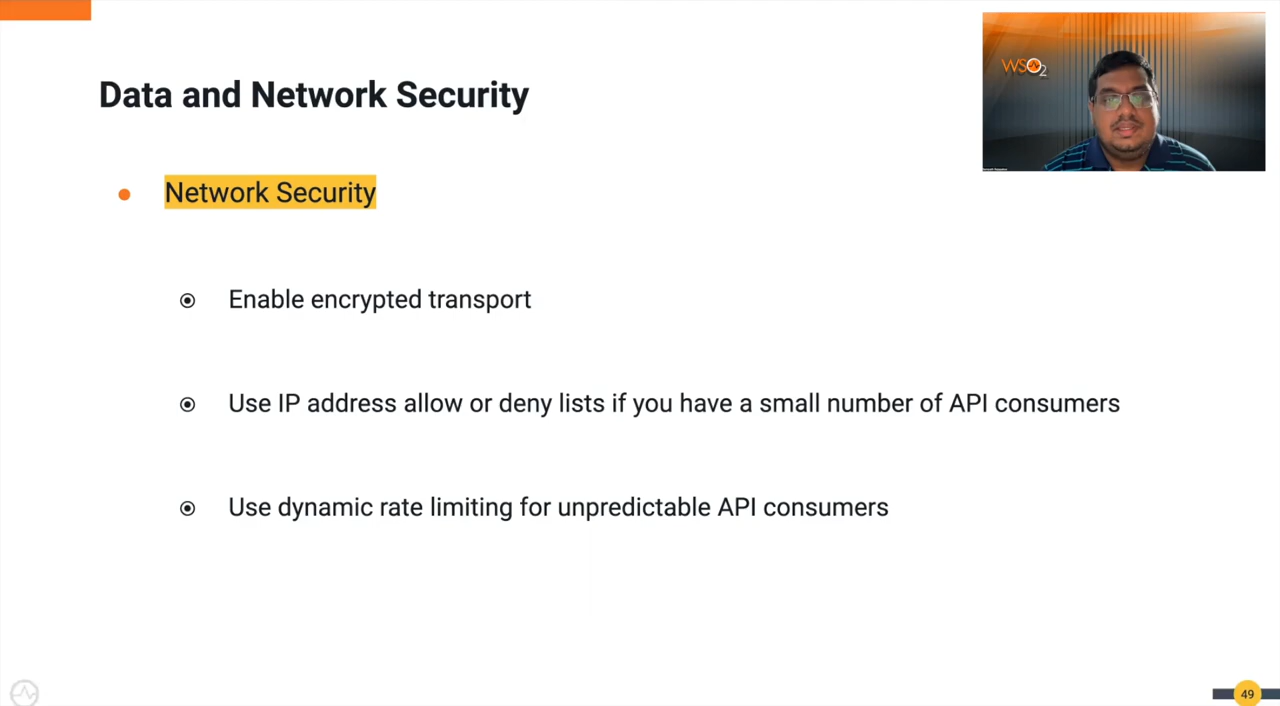 WSO2
Data and Network Security
Network Security
Enable encrypted transport
Use IP address allow or deny lists if you have a small number of API consumers
Use dynamic rate limiting for unpredictable API consumers
49